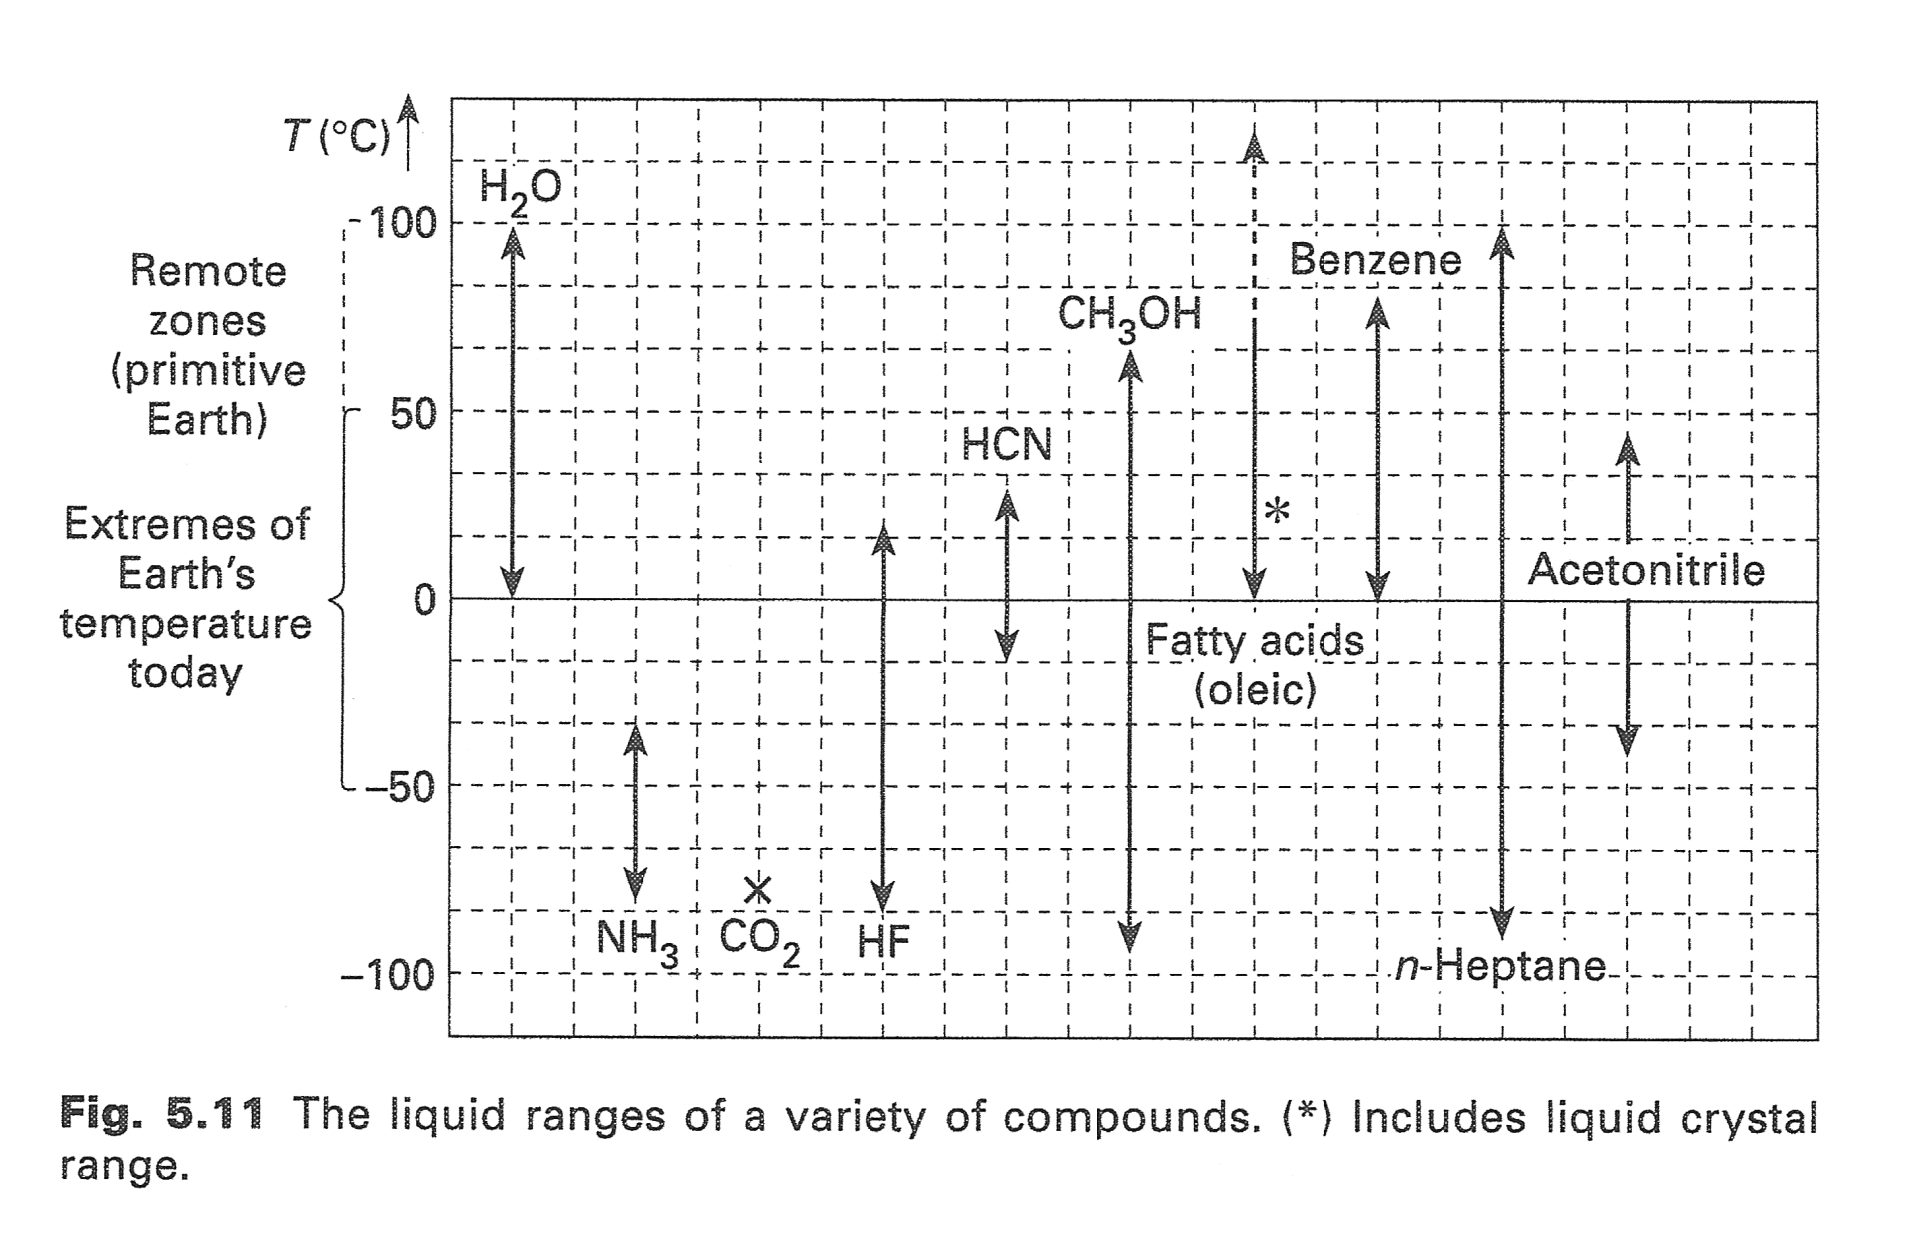 T (°C)
H₂O
100
Remote
zones
(primitive
Earth)
Benzene
CH₃OH
50
HCN
*
Extremes of
Earth's
temperature
today
Acetonitrile
0
Fatty acids
(oleic)
–50
NH₃
CO₂
HF
n-Heptane
–100
Fig. 5.11 The liquid ranges of a variety of compounds. (*) Includes liquid crystal
range.